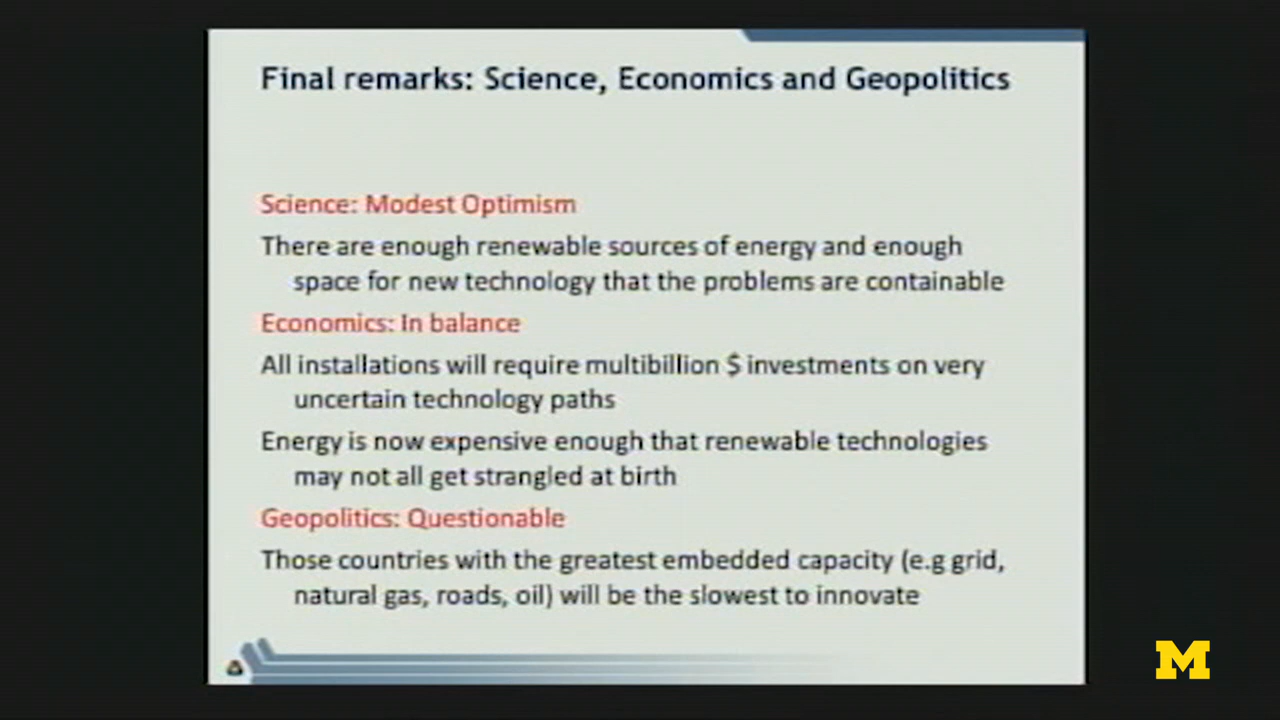 Final remarks: Science, Economics and Geopolitics
Science: Modest Optimism
There are enough renewable sources of energy and enough
space for new technology that the problems are containable
Economics: In balance
All installations will require multibillion $ investments on very
uncertain technology paths
Energy is now expensive enough that renewable technologies
may not all get strangled at birth
Geopolitics: Questionable
Those countries with the greatest embedded capacity (e.g grid,
natural gas, roads, oil) will be the slowest to innovate
M